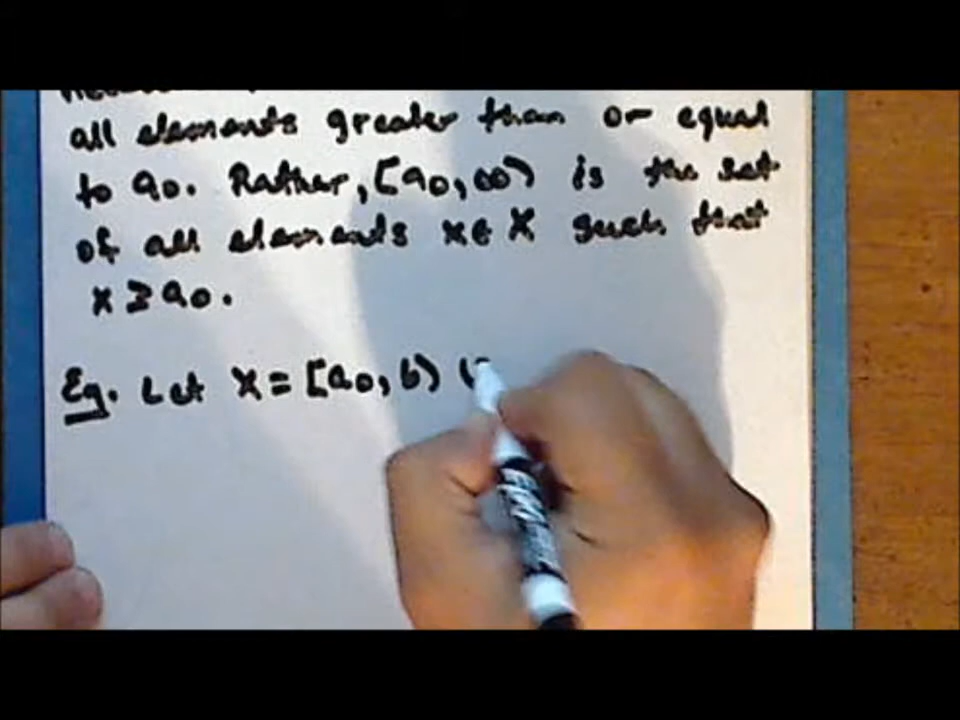 all elements greater than or equal
to a₀. Rather, [a₀, ∞) is the set
of all elements x ∈ X such that
x ≥ a₀.
Eg. Let X = [a₀, b)